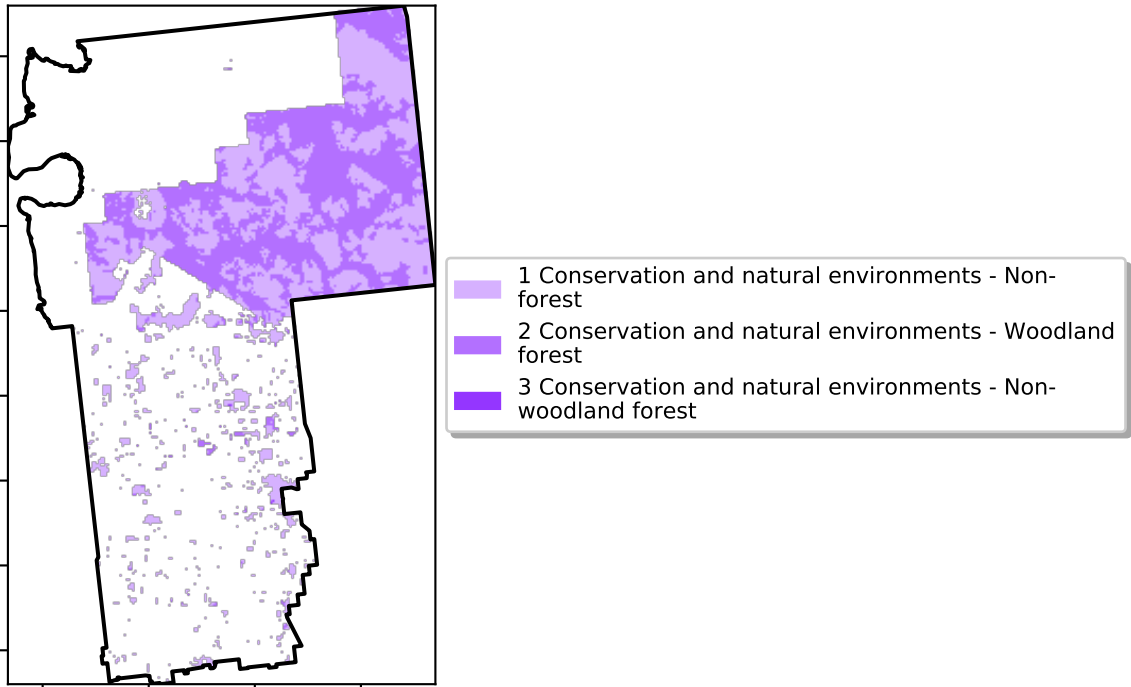 1 Conservation and natural environments - Non-
forest
2 Conservation and natural environments - Woodland
forest
3 Conservation and natural environments - Non-
woodland forest